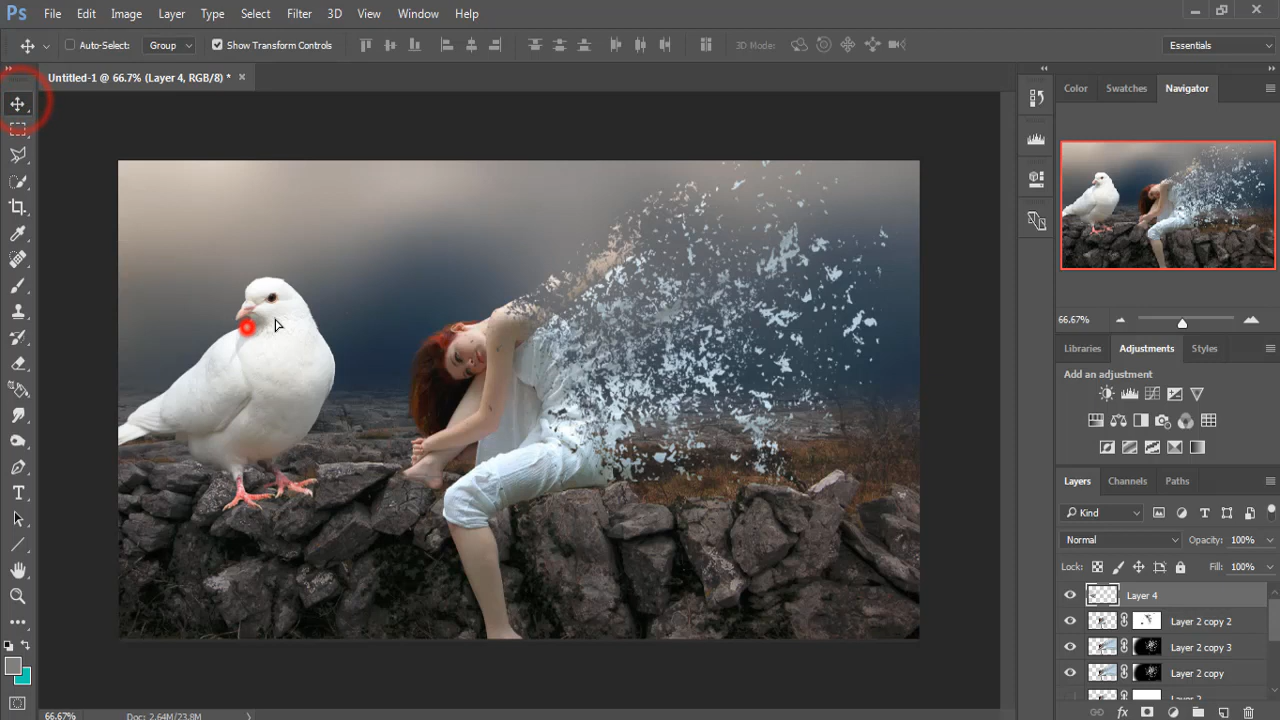 Ps File Edit Image Layer Type Select Filter 3D View Window Help
Auto-Select: Group Show Transform Controls 3D Mode: Essentials
Untitled-1 @ 66.7% (Layer 4, RGB/8) * ×
Color Swatches Navigator
66.67%
Libraries Adjustments Styles
Add an adjustment
Layers Channels Paths
Kind
Normal Opacity: 100%
Lock: Fill: 100%
Layer 4
Layer 2 copy 2
Layer 2 copy 3
Layer 2 copy
66.67% Doc: 2.64M/23.8M